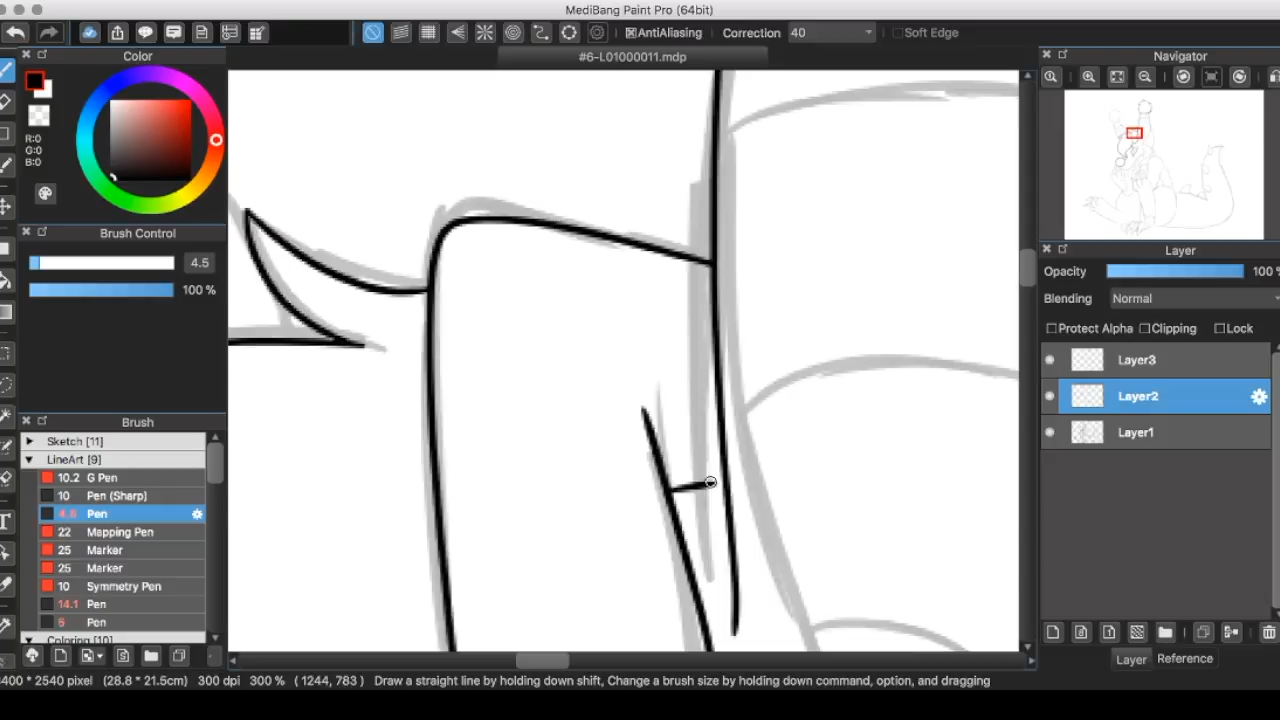 MediBang Paint Pro (64bit)
AntiAliasing Correction 40 Soft Edge
#6-L01000011.mdp
Color
R:0
G:0
B:0
Brush Control
4.5
100 %
Brush
Sketch [11]
LineArt [9]
10.2 G Pen
10 Pen (Sharp)
4.5 Pen
22 Mapping Pen
25 Marker
25 Marker
10 Symmetry Pen
14.1 Pen
5 Pen
Coloring [10]
Navigator
Layer
Opacity 100 %
Blending Normal
Protect Alpha Clipping Lock
Layer3
Layer2
Layer1
Layer Reference
400 * 2540 pixel (28.8 * 21.5cm) 300 dpi 300 % ( 1244, 783 ) Draw a straight line by holding down shift, Change a brush size by holding down command, option, and dragging